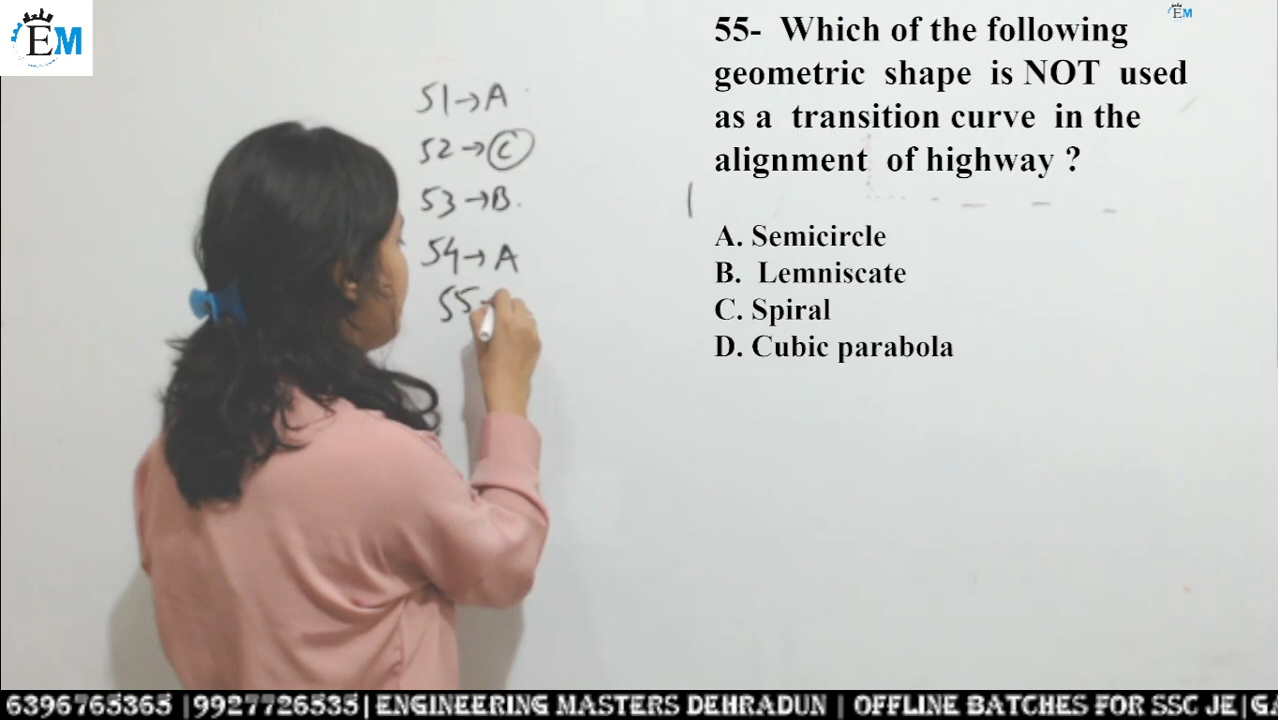 EM
EM
55- Which of the following
geometric shape is NOT used
as a transition curve in the
alignment of highway ?
A. Semicircle
B. Lemniscate
C. Spiral
D. Cubic parabola
51→A
52→C
53→B.
54→A
55-
6396765365 |9927726535| ENGINEERING MASTERS DEHRADUN | OFFLINE BATCHES FOR SSC JE|GA